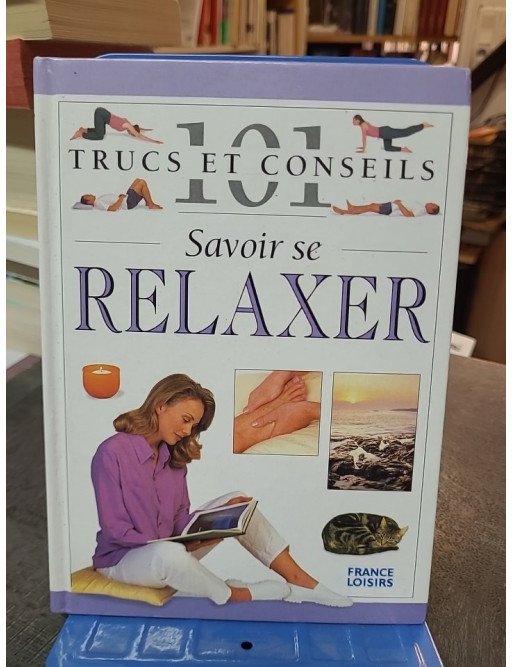 101
TRUCS ET CONSEILS
Savoir se
RELAXER
FRANCE
LOISIRS